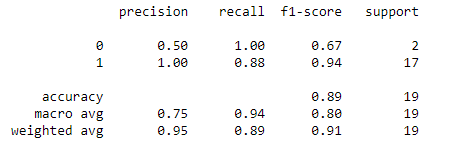 precision recall f1-score support
0 0.50 1.00 0.67 2
1 1.00 0.88 0.94 17
accuracy 0.89 19
macro avg 0.75 0.94 0.80 19
weighted avg 0.95 0.89 0.91 19